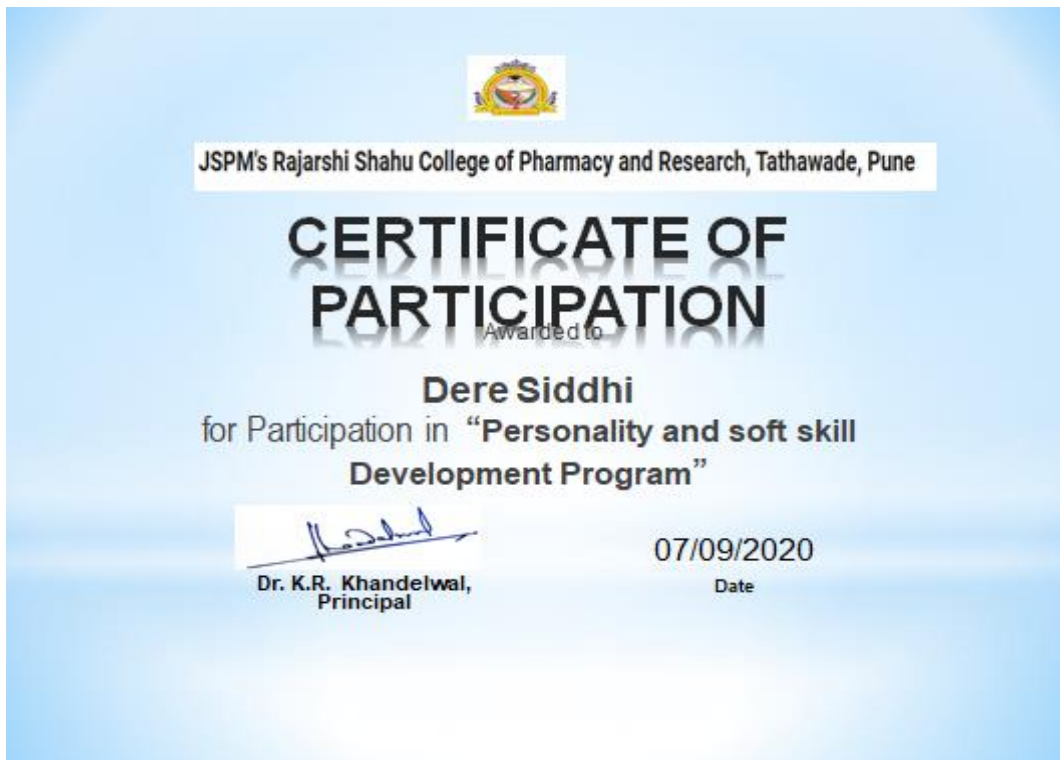 JSPM's Rajarshi Shahu College of Pharmacy and Research, Tathawade, Pune
CERTIFICATE OF
PARTICIPATION
Awarded to
Dere Siddhi
for Participation in “Personality and soft skill
Development Program”
Dr. K.R. Khandelwal,
Principal
07/09/2020
Date